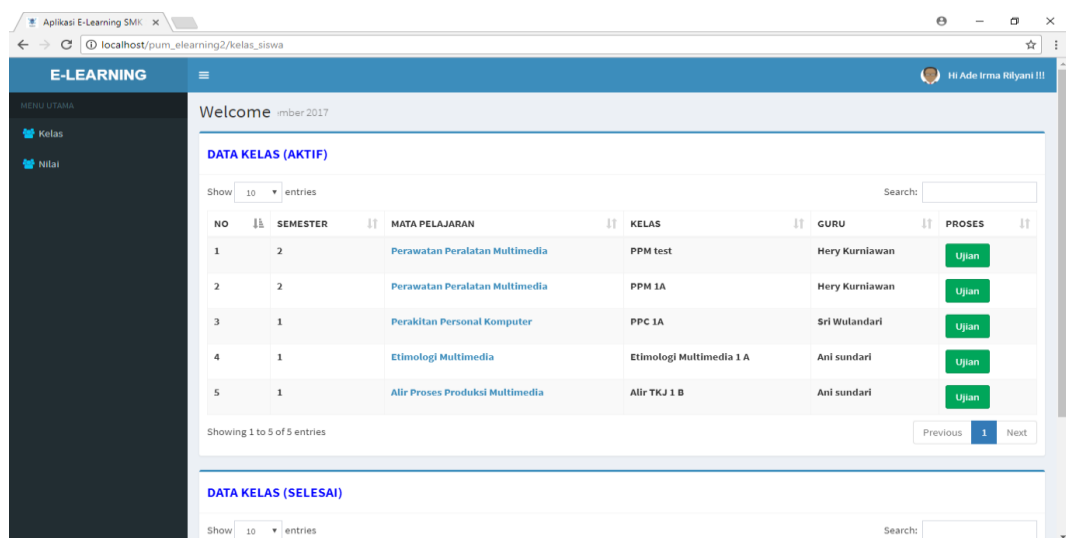 Aplikasi E-Learning SMK
localhost/pum_elearning2/kelas_siswa
E-LEARNING
Hi Ade Irma Rilyani !!!
MENU UTAMA
Kelas
Nilai
Welcome mber 2017
DATA KELAS (AKTIF)
Show 10 entries Search:
NO SEMESTER MATA PELAJARAN KELAS GURU PROSES
1 2 Perawatan Peralatan Multimedia PPM test Hery Kurniawan Ujian
2 2 Perawatan Peralatan Multimedia PPM 1A Hery Kurniawan Ujian
3 1 Perakitan Personal Komputer PPC 1A Sri Wulandari Ujian
4 1 Etimologi Multimedia Etimologi Multimedia 1 A Ani sundari Ujian
5 1 Alir Proses Produksi Multimedia Alir TKJ 1 B Ani sundari Ujian
Showing 1 to 5 of 5 entries Previous 1 Next
DATA KELAS (SELESAI)
Show 10 entries Search: